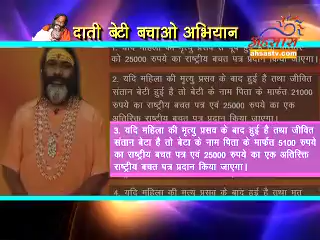 दाती बेटी बचाओ अभियान
ahsastv.com
को 25000 रुपये का राष्ट्रीय बचत पत्र प्रदान किया जाएगा।
2. यदि महिला की मृत्यु प्रसव के बाद हुई है तथा जीवित
संतान बेटी है तो बेटी के नाम पिता के मार्फत 21000
रुपये का राष्ट्रीय बचत पत्र एवं 25000 रुपये का एक
अतिरिक्त राष्ट्रीय बचत पत्र प्रदान किया जाएगा।
3. यदि महिला की मृत्यु प्रसव के बाद हुई है तथा जीवित
संतान बेटा है तो बेटा के नाम पिता के मार्फत 5100 रुपये
का राष्ट्रीय बचत पत्र एवं 25000 रुपये का एक अतिरिक्त
राष्ट्रीय बचत पत्र प्रदान किया जाएगा।
4. यदि महिला की मृत्यु प्रसव के बाद हुई है तथा मृत